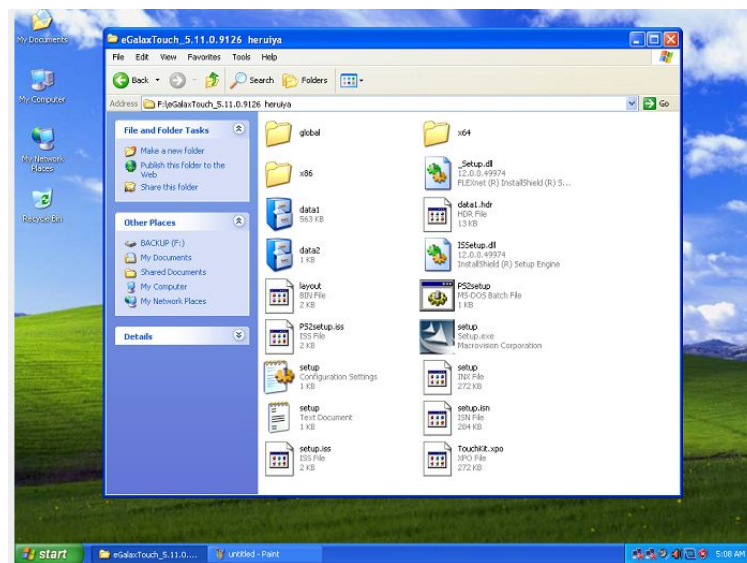 My Documents
My Computer
My Network
Places
Recycle Bin
eGalaxTouch_5.11.0.9126 heruiya
File Edit View Favorites Tools Help
Back Search Folders
Address F:\eGalaxTouch_5.11.0.9126 heruiya Go
File and Folder Tasks
Make a new folder
Publish this folder to the
Web
Share this folder
Other Places
BACKUP (F:)
My Documents
Shared Documents
My Computer
My Network Places
Details
global
x64
x86
_Setup.dll
12.0.0.49974
FLEXnet (R) InstallShield (R) S...
data1
563 KB
data1.hdr
HDR File
13 KB
data2
1 KB
ISSetup.dll
12.0.0.49974
InstallShield (R) Setup Engine
layout
BIN File
2 KB
PS2setup
MS-DOS Batch File
1 KB
PS2setup.iss
ISS File
2 KB
setup
Setup.exe
Macrovision Corporation
setup
Configuration Settings
1 KB
setup
INX File
272 KB
setup
Text Document
1 KB
setup.isn
ISN File
284 KB
setup.iss
ISS File
2 KB
TouchKit.xpo
XPO File
272 KB
start
eGalaxTouch_5.11.0....
untitled - Paint
5:08 AM